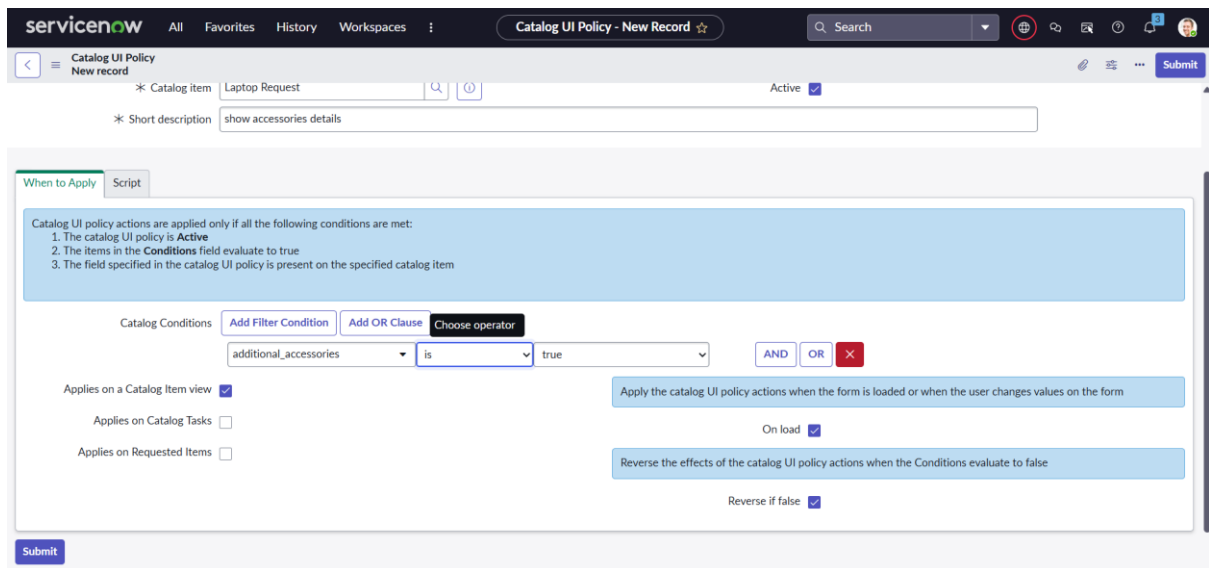 servicenow All Favorites History Workspaces Catalog UI Policy - New Record Search 3
Catalog UI Policy
New record
Submit
Catalog item Laptop Request Active
Short description show accessories details
When to Apply Script
Catalog UI policy actions are applied only if all the following conditions are met:
1. The catalog UI policy is Active
2. The items in the Conditions field evaluate to true
3. The field specified in the catalog UI policy is present on the specified catalog item
Catalog Conditions Add Filter Condition Add OR Clause Choose operator
additional_accessories is true AND OR
Applies on a Catalog Item view Apply the catalog UI policy actions when the form is loaded or when the user changes values on the form
Applies on Catalog Tasks On load
Applies on Requested Items Reverse the effects of the catalog UI policy actions when the Conditions evaluate to false
Reverse if false
Submit